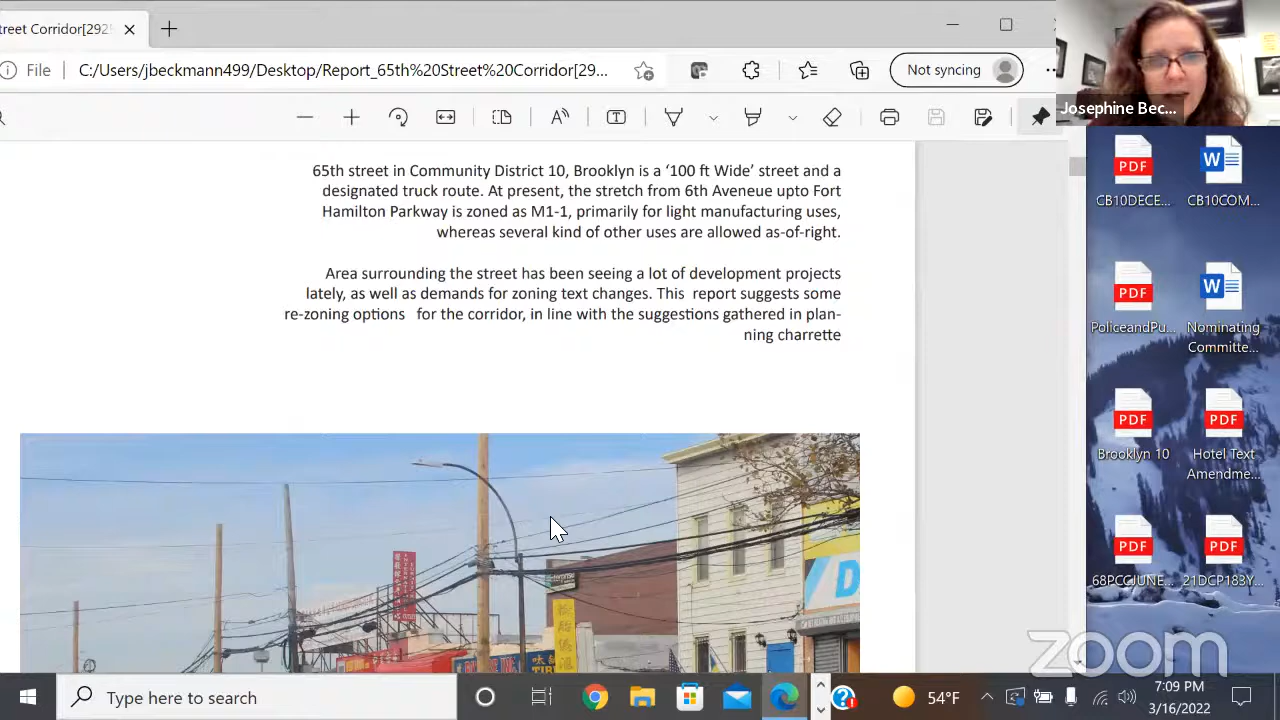 treet Corridor[292
File
C:/Users/jbeckmann499/Desktop/Report_65th%20Street%20Corridor[29...
Not syncing
Josephine Bec...
65th street in Community District 10, Brooklyn is a ‘100 ft Wide’ street and a
designated truck route. At present, the stretch from 6th Aveneue upto Fort
Hamilton Parkway is zoned as M1-1, primarily for light manufacturing uses,
whereas several kind of other uses are allowed as-of-right.
Area surrounding the street has been seeing a lot of development projects
lately, as well as demands for zoning text changes. This  report suggests some
re-zoning options   for the corridor, in line with the suggestions gathered in plan-
ning charrette
PDF
W
CB10DECE...
CB10COM...
PDF
W
PoliceandPu...
Nominating
Committe...
PDF
PDF
Brooklyn 10
Hotel Text
Amendme...
PDF
PDF
68PCCJUNE...
21DCP183Y...
D
zoom
Type here to search
54°F
7:09 PM
3/16/2022